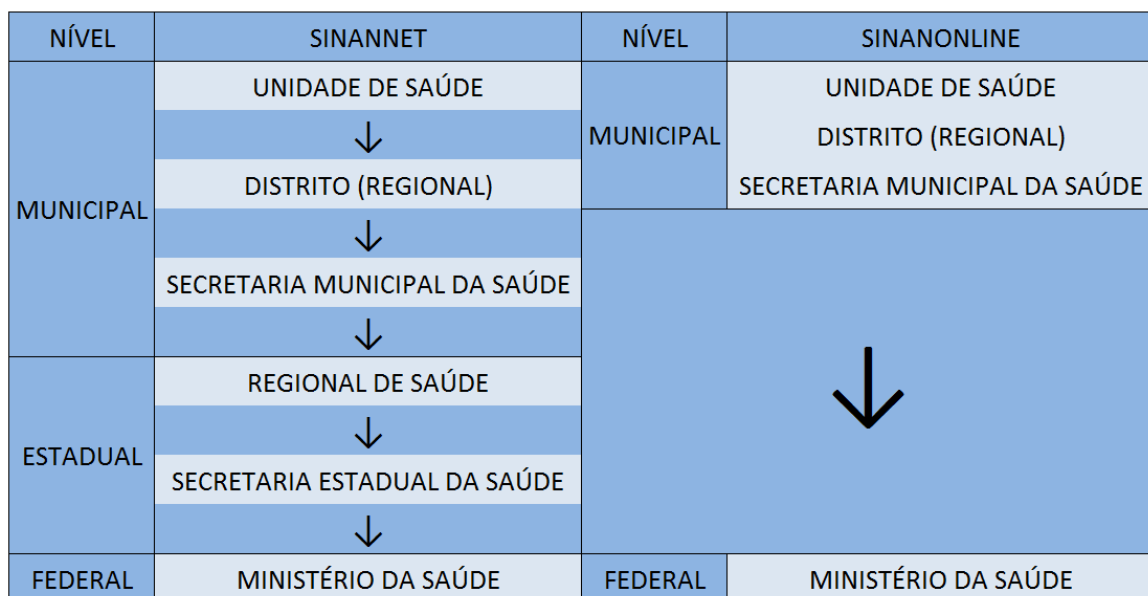 NÍVEL SINANNET NÍVEL SINANONLINE
MUNICIPAL
UNIDADE DE SAÚDE
↓
DISTRITO (REGIONAL)
↓
SECRETARIA MUNICIPAL DA SAÚDE
↓
ESTADUAL
REGIONAL DE SAÚDE
↓
SECRETARIA ESTADUAL DA SAÚDE
↓
FEDERAL
MINISTÉRIO DA SAÚDE
MUNICIPAL
UNIDADE DE SAÚDE
DISTRITO (REGIONAL)
SECRETARIA MUNICIPAL DA SAÚDE
↓
FEDERAL
MINISTÉRIO DA SAÚDE